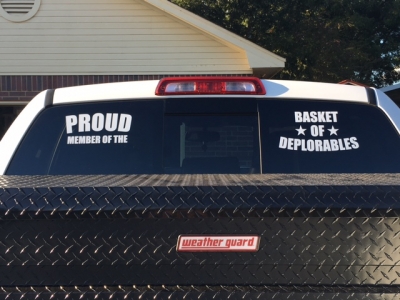 PROUD
MEMBER OF THE
BASKET
★ OF ★
DEPLORABLES
weather guard